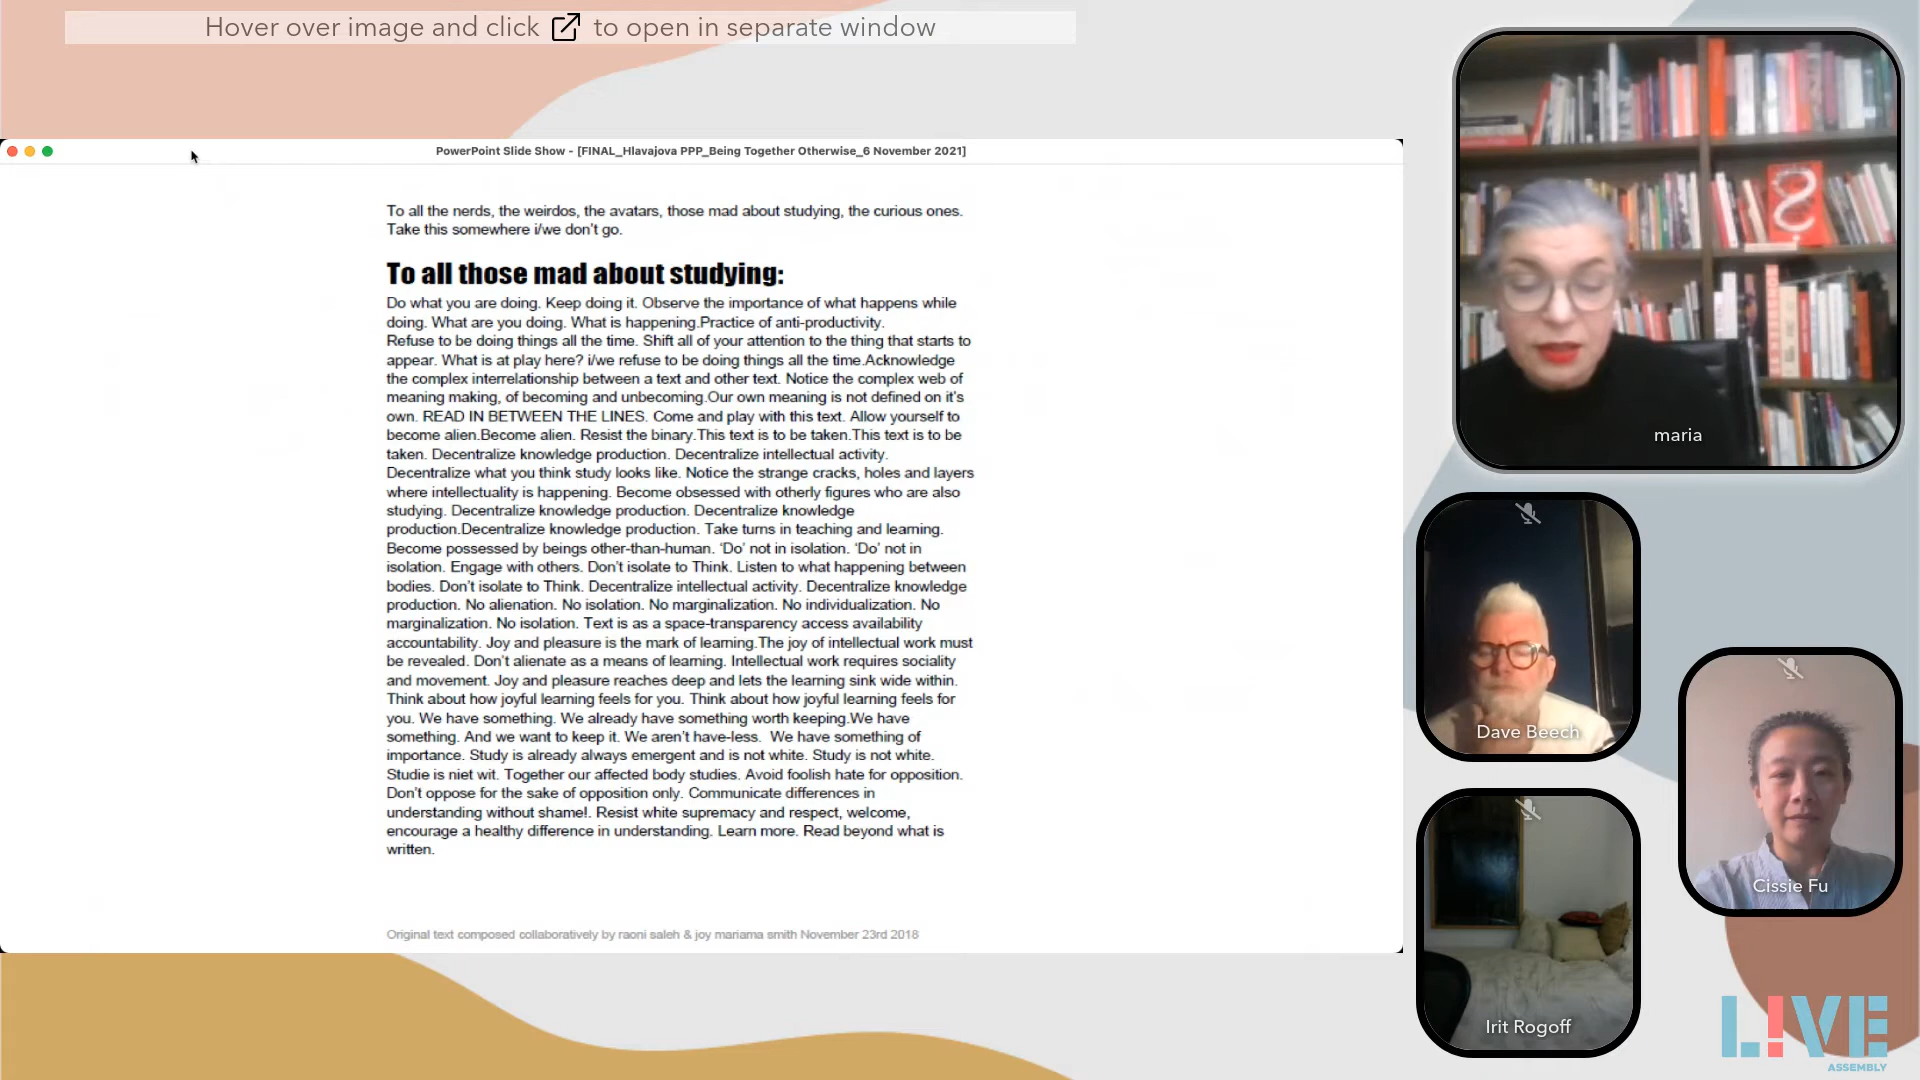 Hover over image and click to open in separate window
PowerPoint Slide Show - [FINAL_Hlavajova PPP_Being Together Otherwise_6 November 2021]
To all the nerds, the weirdos, the avatars, those mad about studying, the curious ones.
Take this somewhere i/we don't go.
To all those mad about studying:
Do what you are doing. Keep doing it. Observe the importance of what happens while
doing. What are you doing. What is happening.Practice of anti-productivity.
Refuse to be doing things all the time. Shift all of your attention to the thing that starts to
appear. What is at play here? i/we refuse to be doing things all the time.Acknowledge
the complex interrelationship between a text and other text. Notice the complex web of
meaning making, of becoming and unbecoming.Our own meaning is not defined on it's
own. READ IN BETWEEN THE LINES. Come and play with this text. Allow yourself to
become alien.Become alien. Resist the binary.This text is to be taken.This text is to be
taken. Decentralize knowledge production. Decentralize intellectual activity.
Decentralize what you think study looks like. Notice the strange cracks, holes and layers
where intellectuality is happening. Become obsessed with otherly figures who are also
studying. Decentralize knowledge production. Decentralize knowledge
production.Decentralize knowledge production. Take turns in teaching and learning.
Become possessed by beings other-than-human. 'Do' not in isolation. 'Do' not in
isolation. Engage with others. Don't isolate to Think. Listen to what happening between
bodies. Don't isolate to Think. Decentralize intellectual activity. Decentralize knowledge
production. No alienation. No isolation. No marginalization. No individualization. No
marginalization. No isolation. Text is as a space-transparency access availability
accountability. Joy and pleasure is the mark of learning.The joy of intellectual work must
be revealed. Don't alienate as a means of learning. Intellectual work requires sociality
and movement. Joy and pleasure reaches deep and lets the learning sink wide within.
Think about how joyful learning feels for you. Think about how joyful learning feels for
you. We have something. We already have something worth keeping.We have
something. And we want to keep it. We aren't have-less.  We have something of
importance. Study is already always emergent and is not white. Study is not white.
Studie is niet wit. Together our affected body studies. Avoid foolish hate for opposition.
Don't oppose for the sake of opposition only. Communicate differences in
understanding without shame!. Resist white supremacy and respect, welcome,
encourage a healthy difference in understanding. Learn more. Read beyond what is
written.
Original text composed collaboratively by raoni saleh & joy mariama smith November 23rd 2018
maria
Dave Beech
Cissie Fu
Irit Rogoff
L!VE
ASSEMBLY